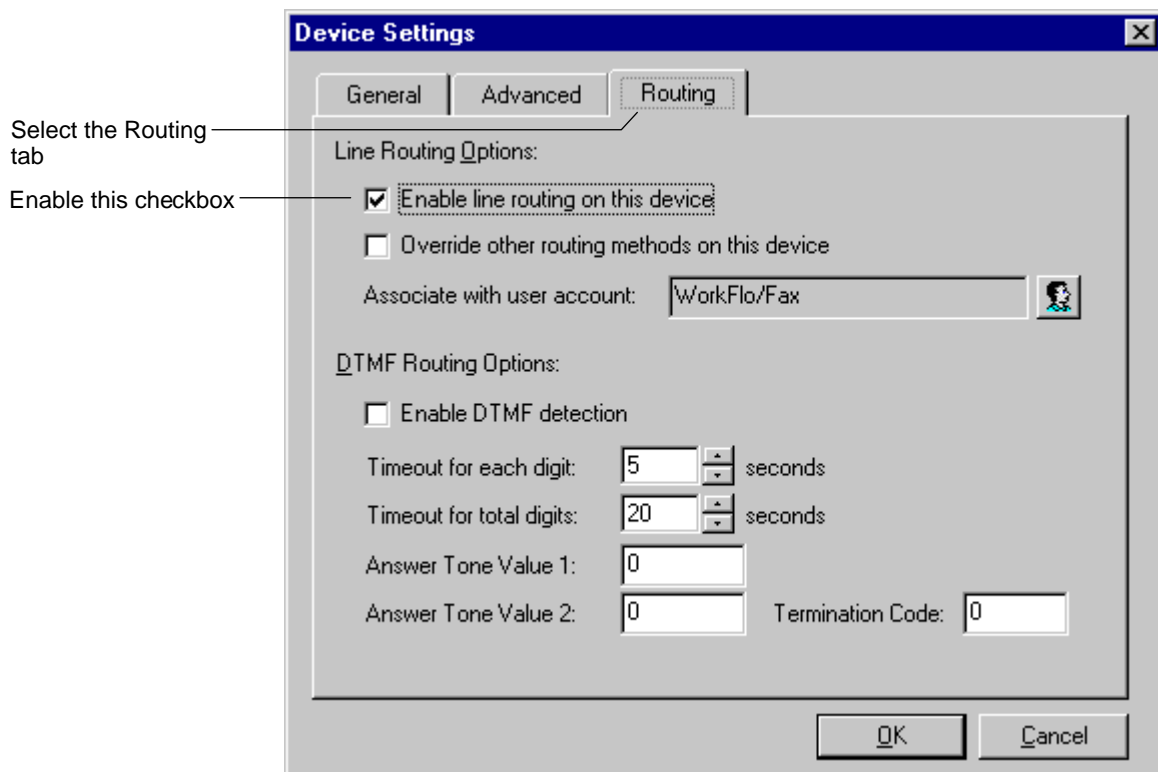 Device Settings
General Advanced Routing
Select the Routing
tab
Line Routing Options:
Enable this checkbox
Enable line routing on this device
Override other routing methods on this device
Associate with user account: WorkFlo/Fax
DTMF Routing Options:
Enable DTMF detection
Timeout for each digit: 5 seconds
Timeout for total digits: 20 seconds
Answer Tone Value 1: 0
Answer Tone Value 2: 0 Termination Code: 0
OK Cancel